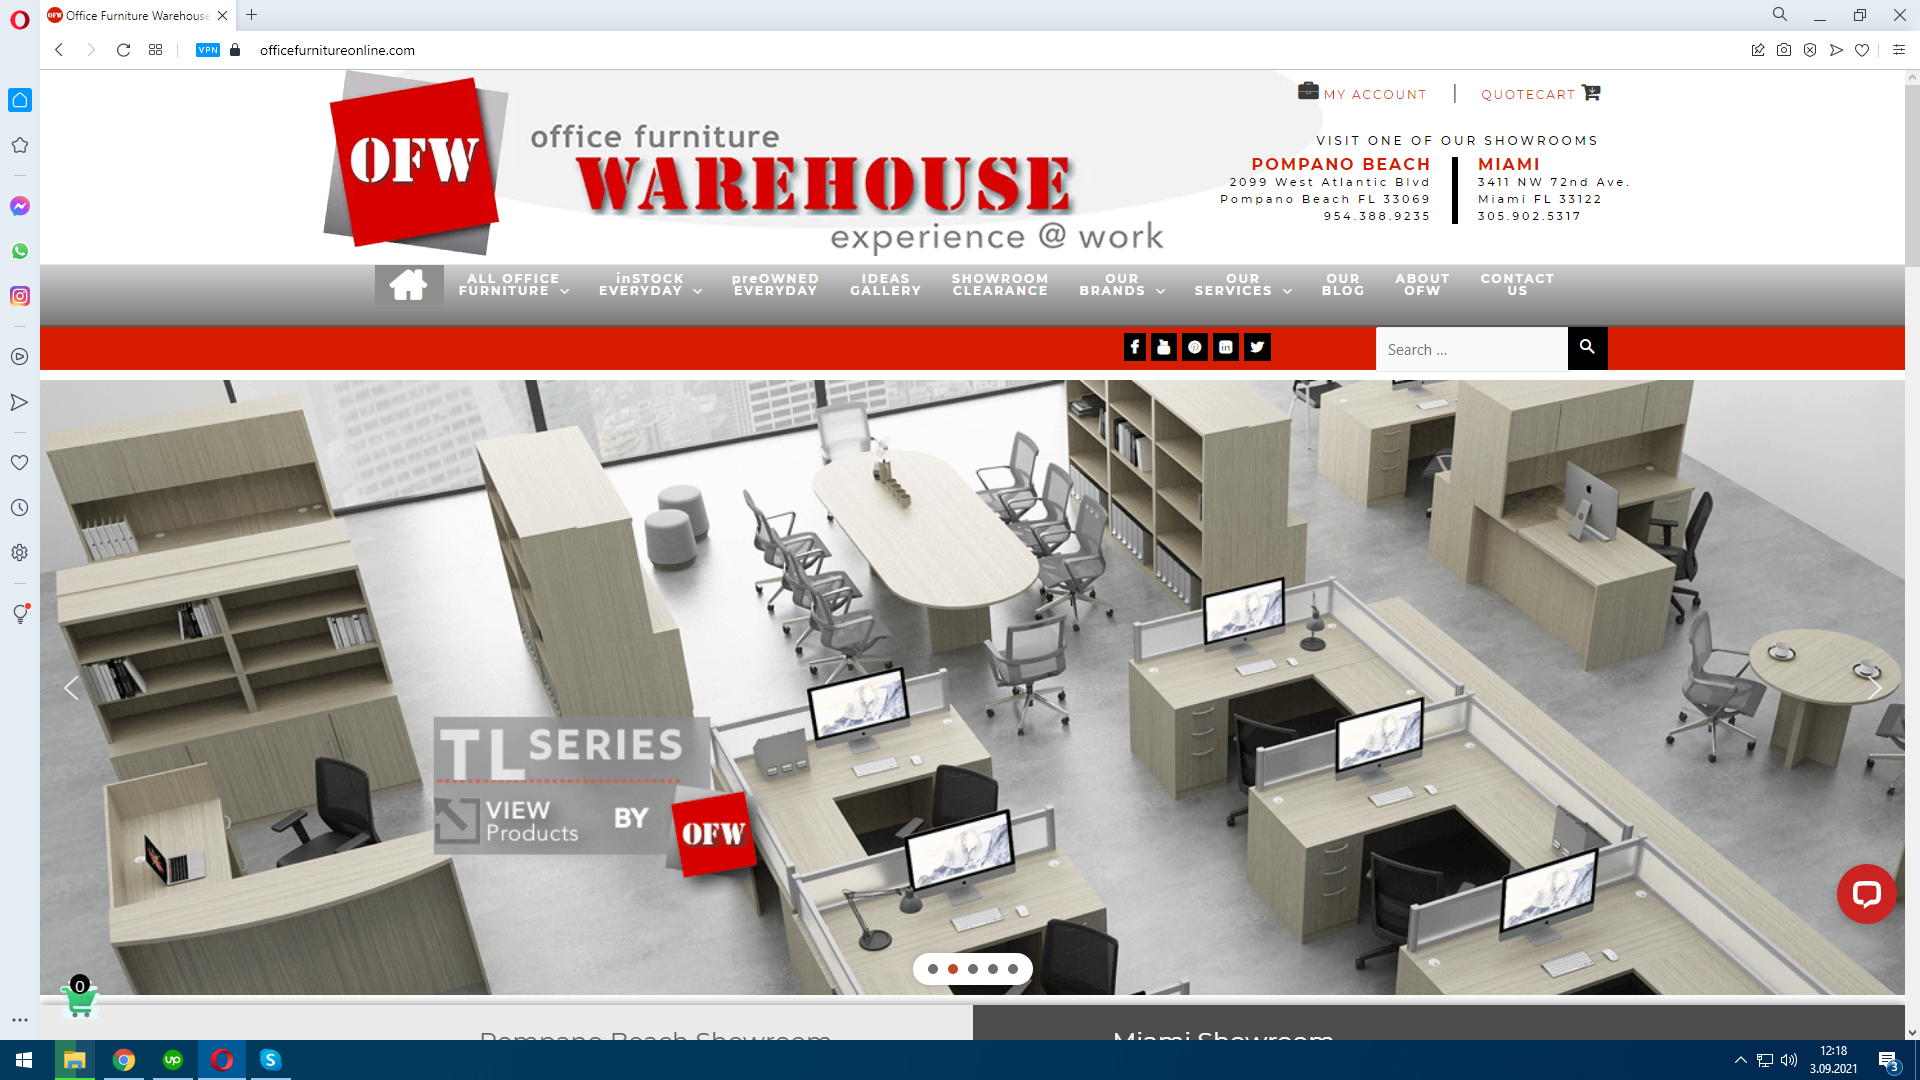 Office Furniture Warehouse
VPN
officefurnitureonline.com
OFW
office furniture
WAREHOUSE
experience @ work
MY ACCOUNT
QUOTECART
VISIT ONE OF OUR SHOWROOMS
POMPANO BEACH
2099 West Atlantic Blvd
Pompano Beach FL 33069
954.388.9235
MIAMI
3411 NW 72nd Ave.
Miami FL 33122
305.902.5317
ALL OFFICE
FURNITURE
inSTOCK
EVERYDAY
preOWNED
EVERYDAY
IDEAS
GALLERY
SHOWROOM
CLEARANCE
OUR
BRANDS
OUR
SERVICES
OUR
BLOG
ABOUT
OFW
CONTACT
US
Search ...
TL SERIES
VIEW
Products
BY
OFW
0
Pompano Beach Showroom
Miami Showroom
12:18
3.09.2021
3